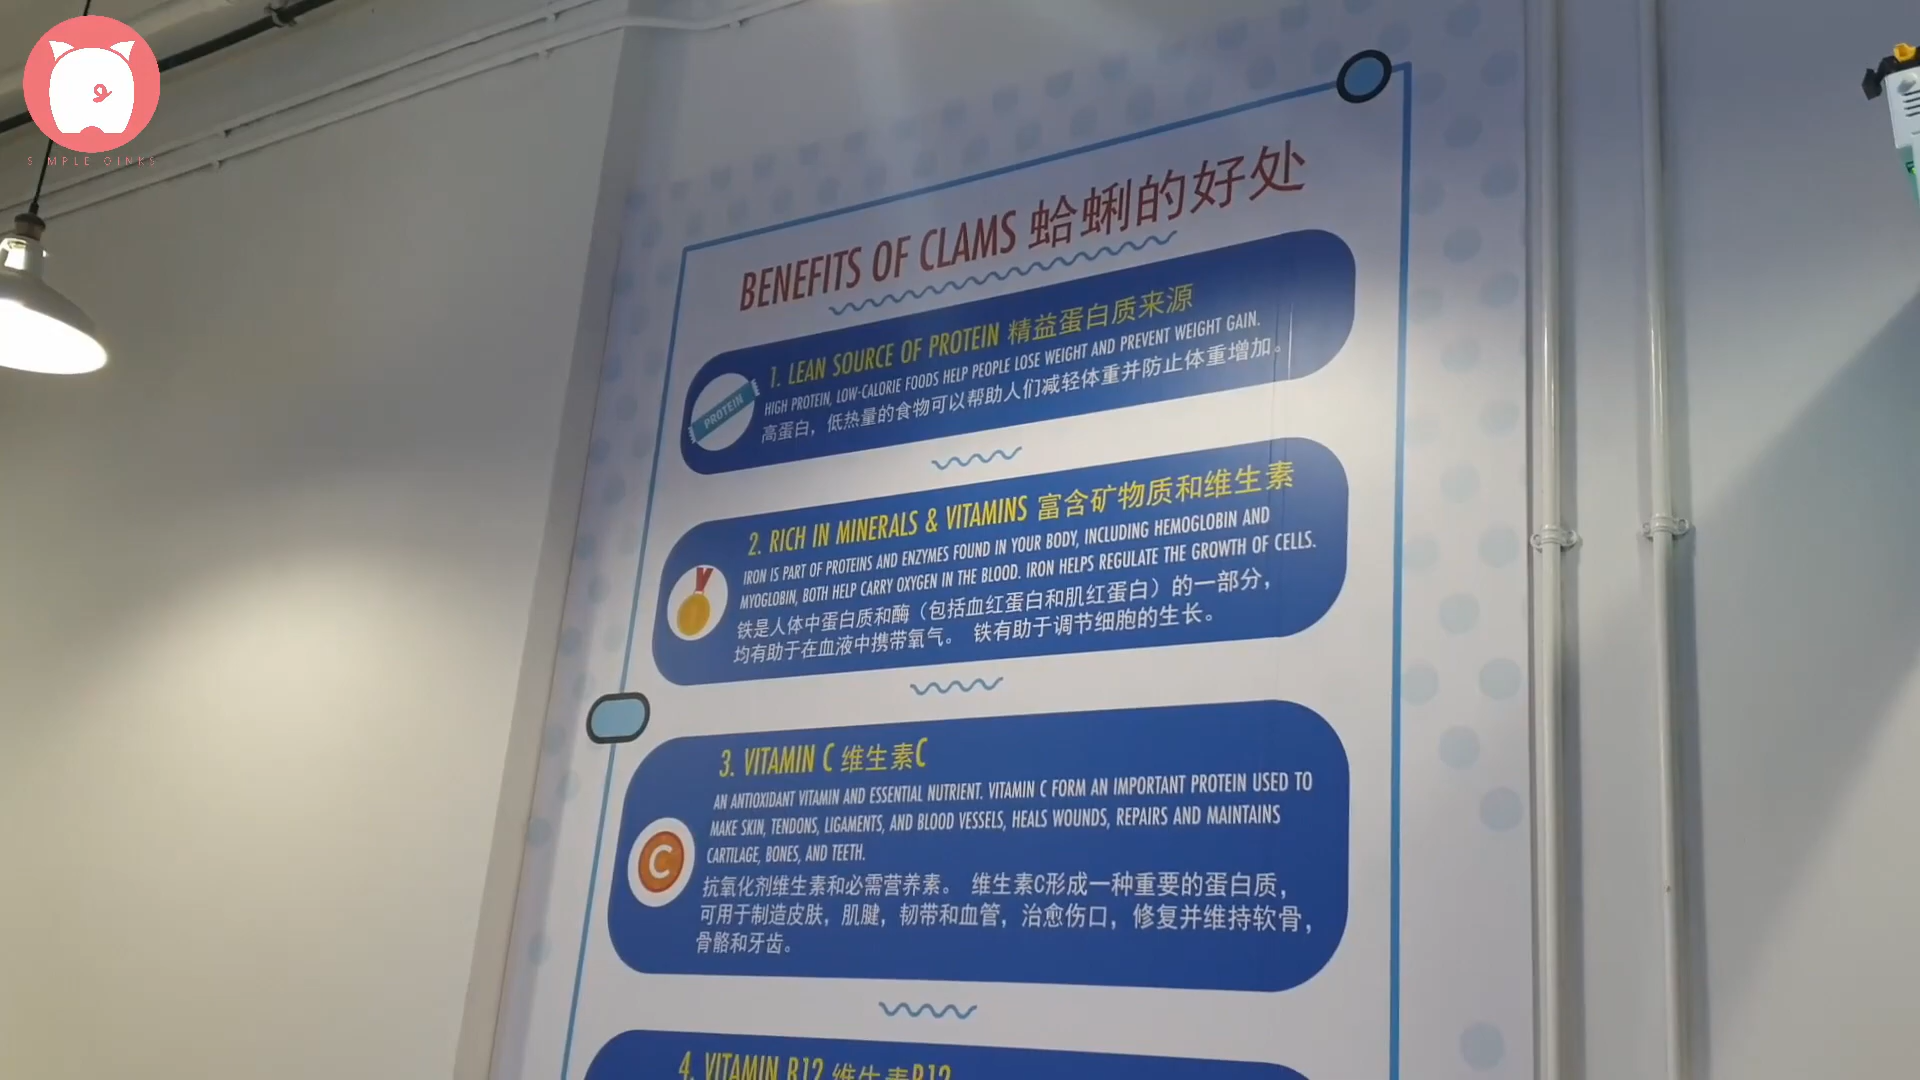 SIMPLE OINKS
BENEFITS OF CLAMS 蛤蜊的好处
1. LEAN SOURCE OF PROTEIN 精益蛋白质来源
HIGH PROTEIN, LOW-CALORIE FOODS HELP PEOPLE LOSE WEIGHT AND PREVENT WEIGHT GAIN.
高蛋白，低热量的食物可以帮助人们减轻体重并防止体重增加。
PROTEIN
2. RICH IN MINERALS & VITAMINS 富含矿物质和维生素
IRON IS PART OF PROTEINS AND ENZYMES FOUND IN YOUR BODY, INCLUDING HEMOGLOBIN AND
MYOGLOBIN, BOTH HELP CARRY OXYGEN IN THE BLOOD. IRON HELPS REGULATE THE GROWTH OF CELLS.
铁是人体中蛋白质和酶（包括血红蛋白和肌红蛋白）的一部分，
均有助于在血液中携带氧气。 铁有助于调节细胞的生长。
3. VITAMIN C 维生素C
AN ANTIOXIDANT VITAMIN AND ESSENTIAL NUTRIENT. VITAMIN C FORM AN IMPORTANT PROTEIN USED TO
MAKE SKIN, TENDONS, LIGAMENTS, AND BLOOD VESSELS, HEALS WOUNDS, REPAIRS AND MAINTAINS
CARTILAGE, BONES, AND TEETH.
C
抗氧化剂维生素和必需营养素。 维生素C形成一种重要的蛋白质，
可用于制造皮肤，肌腱，韧带和血管，治愈伤口，修复并维持软骨，
骨骼和牙齿。
4. VITAMIN B12 维生素B12